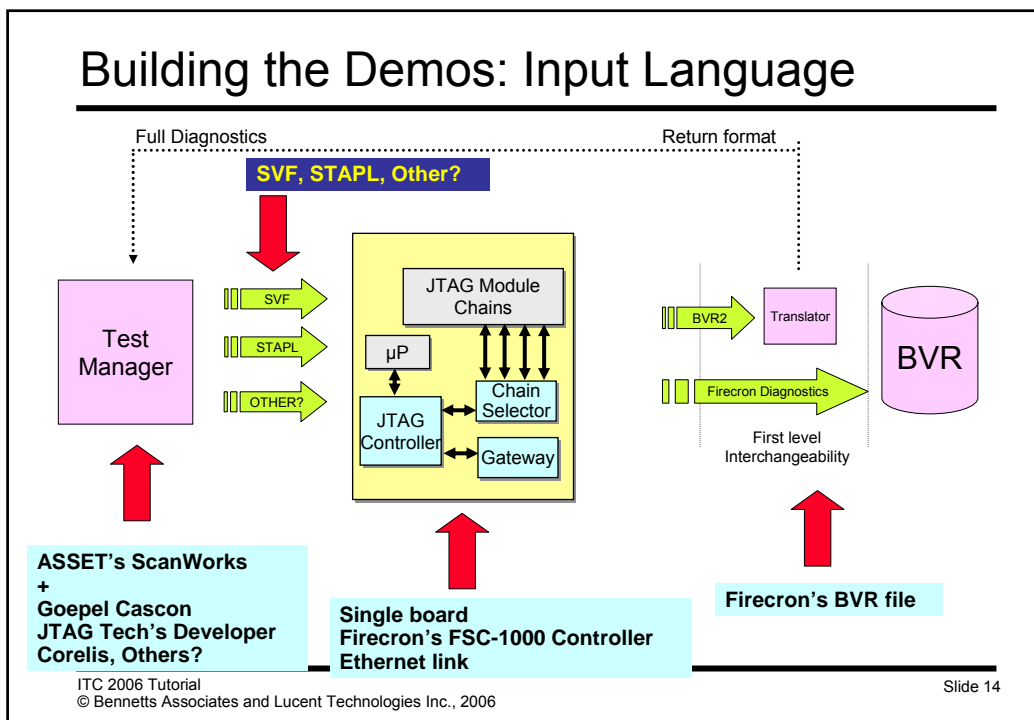 Building the Demos: Input Language
Full Diagnostics
Return format
SVF, STAPL, Other?
Test
Manager
SVF
STAPL
OTHER?
JTAG Module
Chains
µP
JTAG
Controller
Chain
Selector
Gateway
BVR2
Translator
Firecron Diagnostics
BVR
First level
Interchangeability
ASSET’s ScanWorks
+
Goepel Cascon
JTAG Tech’s Developer
Corelis, Others?
Single board
Firecron’s FSC-1000 Controller
Ethernet link
Firecron’s BVR file
ITC 2006 Tutorial
© Bennetts Associates and Lucent Technologies Inc., 2006
Slide 14